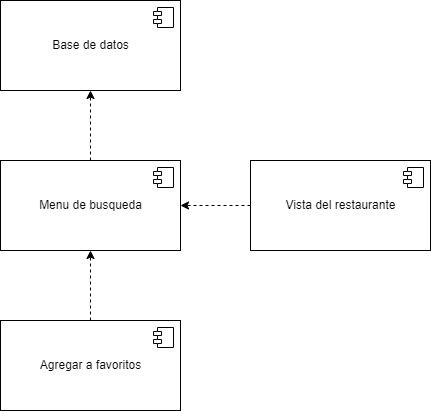 Base de datos
Menu de busqueda
Vista del restaurante
Agregar a favoritos